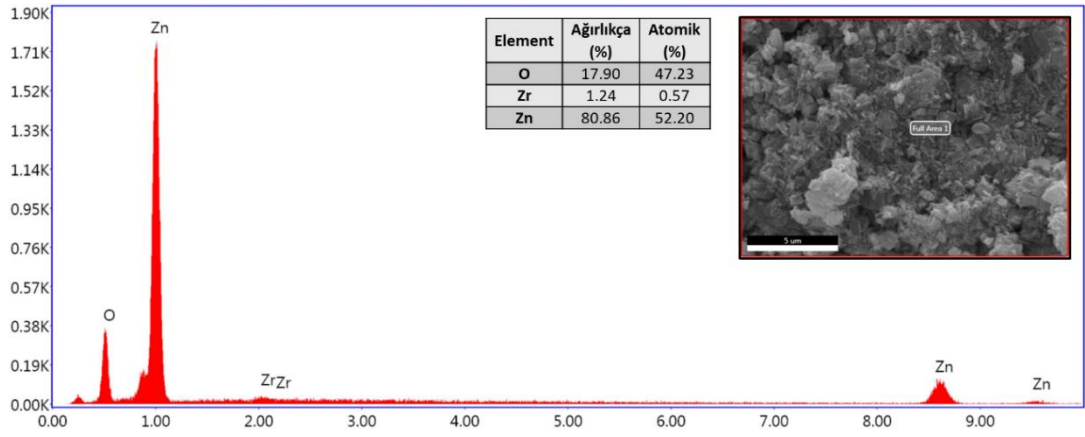 1.90K
1.71K
1.52K
1.33K
1.14K
0.95K
0.76K
0.57K
0.38K
0.19K
0.00K
0.00 1.00 2.00 3.00 4.00 5.00 6.00 7.00 8.00 9.00
O
Zn
ZrZr
Zn
Zn
Element Ağırlıkça (%) Atomik (%)
O 17.90 47.23
Zr 1.24 0.57
Zn 80.86 52.20
Full Area 1
5 um